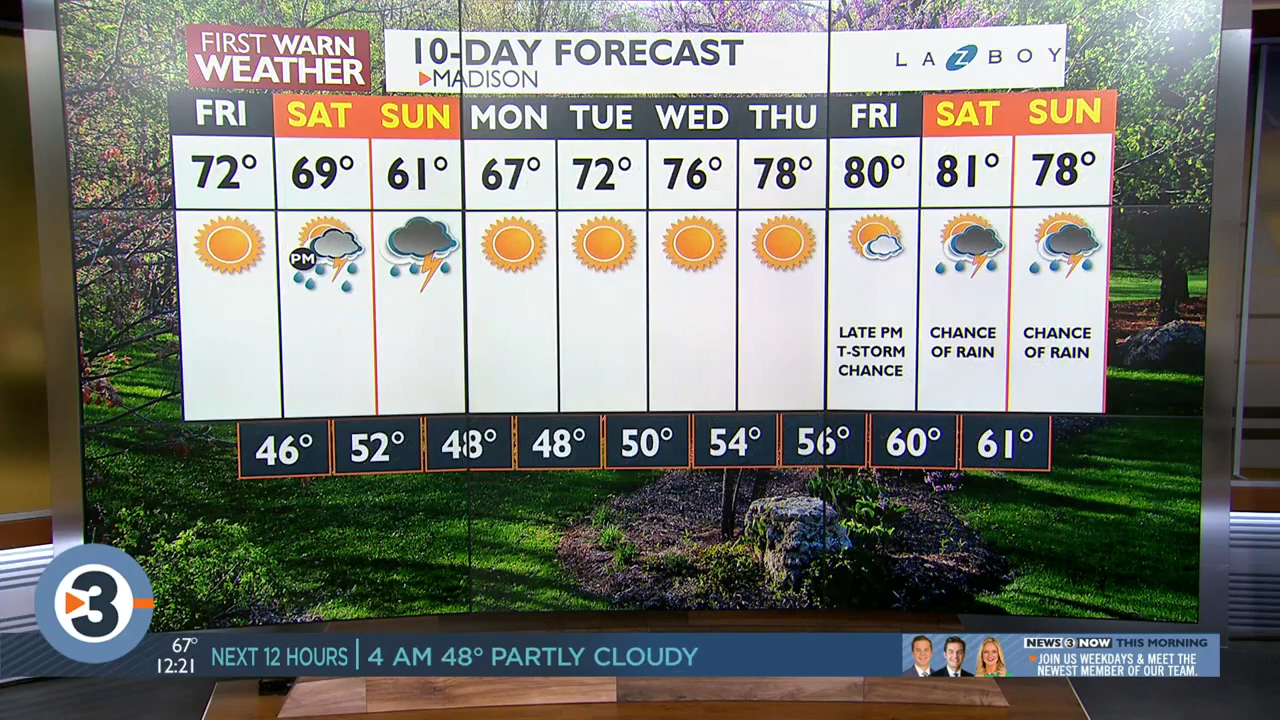 FIRST WARN
WEATHER
10-DAY FORECAST
MADISON
LA Z BOY
FRI SAT SUN MON TUE WED THU FRI SAT SUN
72° 69° 61° 67° 72° 76° 78° 80° 81° 78°
PM
LATE PM
T-STORM
CHANCE
CHANCE
OF RAIN
CHANCE
OF RAIN
46° 52° 48° 48° 50° 54° 56° 60° 61°
3
67°
12:21
NEXT 12 HOURS | 4 AM 48° PARTLY CLOUDY
NEWS 3 NOW THIS MORNING
JOIN US WEEKDAYS & MEET THE
NEWEST MEMBER OF OUR TEAM.